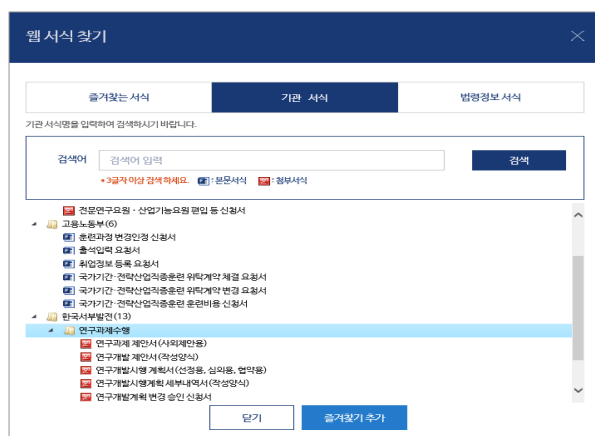 웹 서식 찾기
즐겨찾는 서식 기관 서식 법령정보 서식
기관 서식명을 입력하여 검색하시기 바랍니다.
검색어 검색어 입력 검색
* 3글자 이상 검색하세요. : 본문서식 : 첨부서식
전문연구요원 · 산업기능요원 편입 등 신청서
고용노동부(6)
훈련과정 변경인정 신청서
출석입력 요청서
취업정보 등록 요청서
국가기간·전략산업직종훈련 위탁계약 체결 요청서
국가기간·전략산업직종훈련 위탁계약 변경 요청서
국가기간·전략산업직종훈련 훈련비용 신청서
한국서부발전(13)
연구과제수행
연구과제 제안서(사외제안용)
연구개발 제안서(작성양식)
연구개발시행 계획서(선정용, 심의용, 협약용)
연구개발시행계획 세부내역서(작성양식)
연구개발계획 변경 승인 신청서
닫기 즐겨찾기 추가